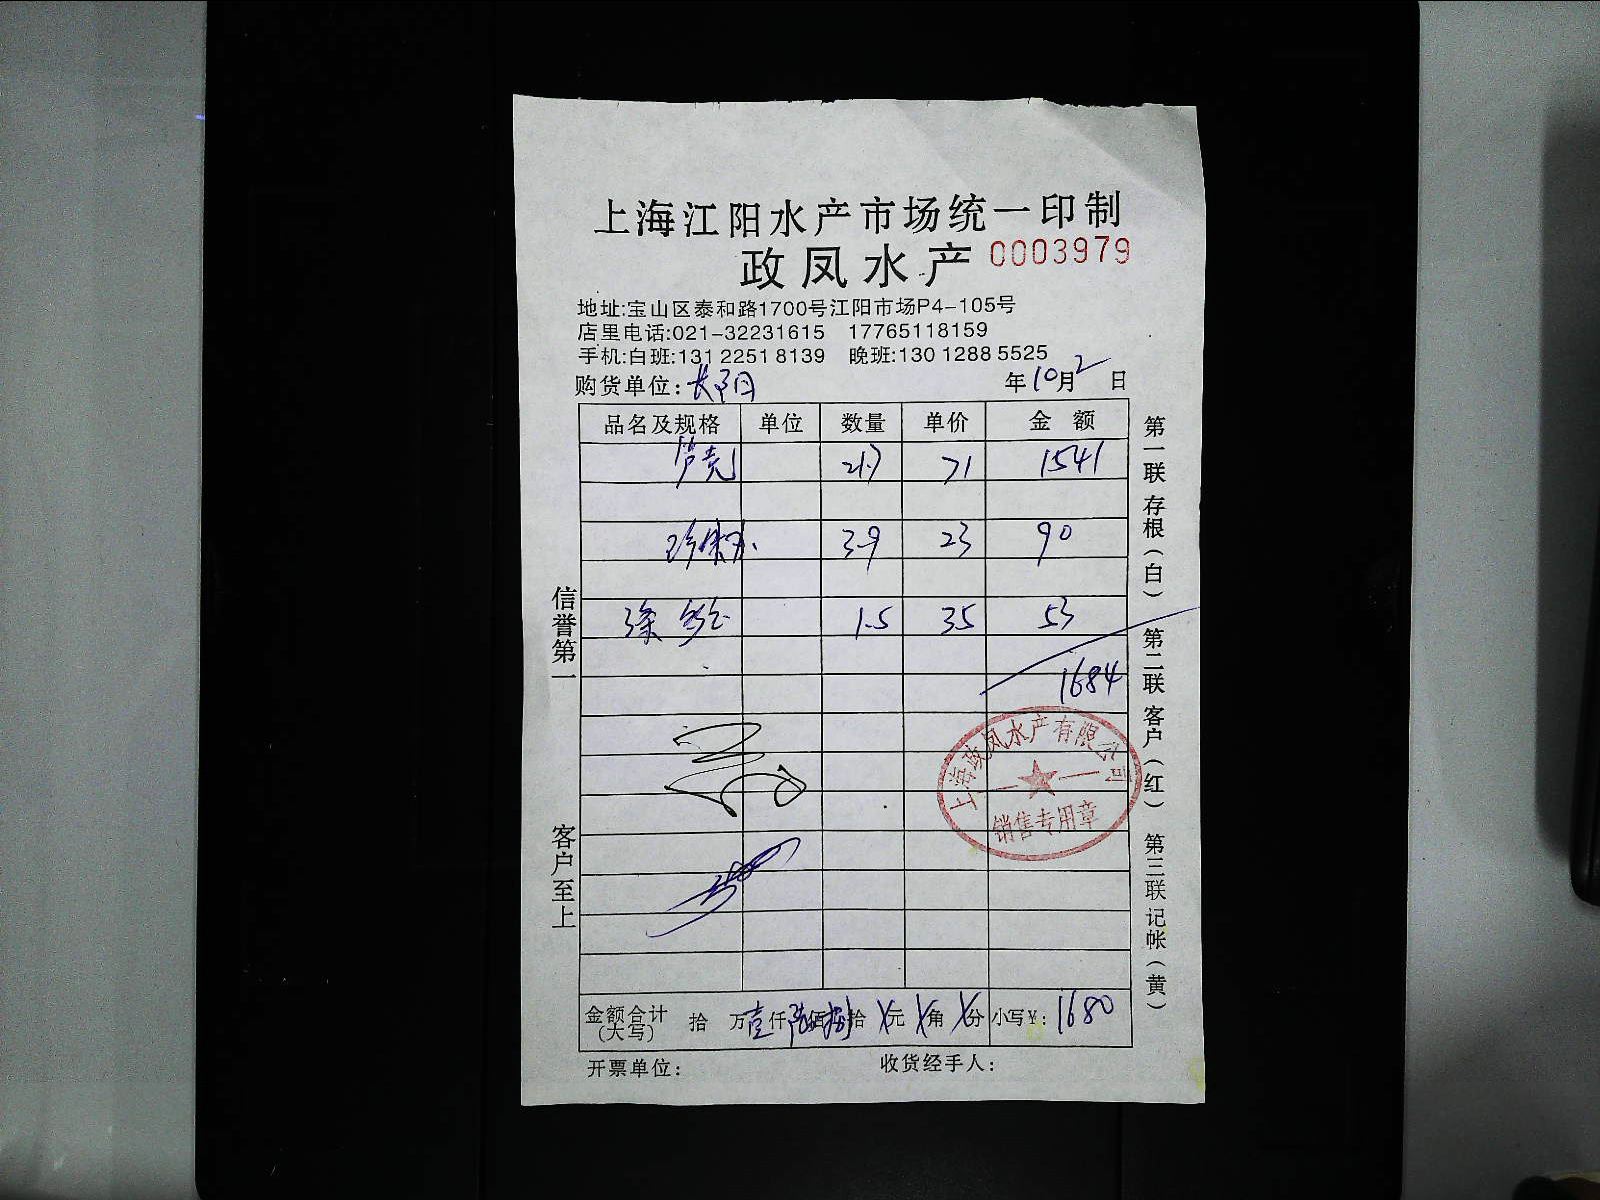 上海江阳水产市场统一印制
政凤水产 0003979
地址:宝山区泰和路1700号江阳市场P4-105号
店里电话:021-32231615 17765118159
手机:白班:131 2251 8139 晚班:130 1288 5525
购货单位: 年10月2日
品名及规格 单位 数量 单价 金额
21.7 71 1541
3.9 23 90
1.5 35 53
1684
上海政凤水产有限公司
销售专用章
金额合计(大写) 拾 万壹仟陆佰捌拾 元 角 分 小写¥: 1680
开票单位: 收货经手人:
信誉第一
客户至上
第一联 存根(白) 第二联 客户(红) 第三联 记帐(黄)